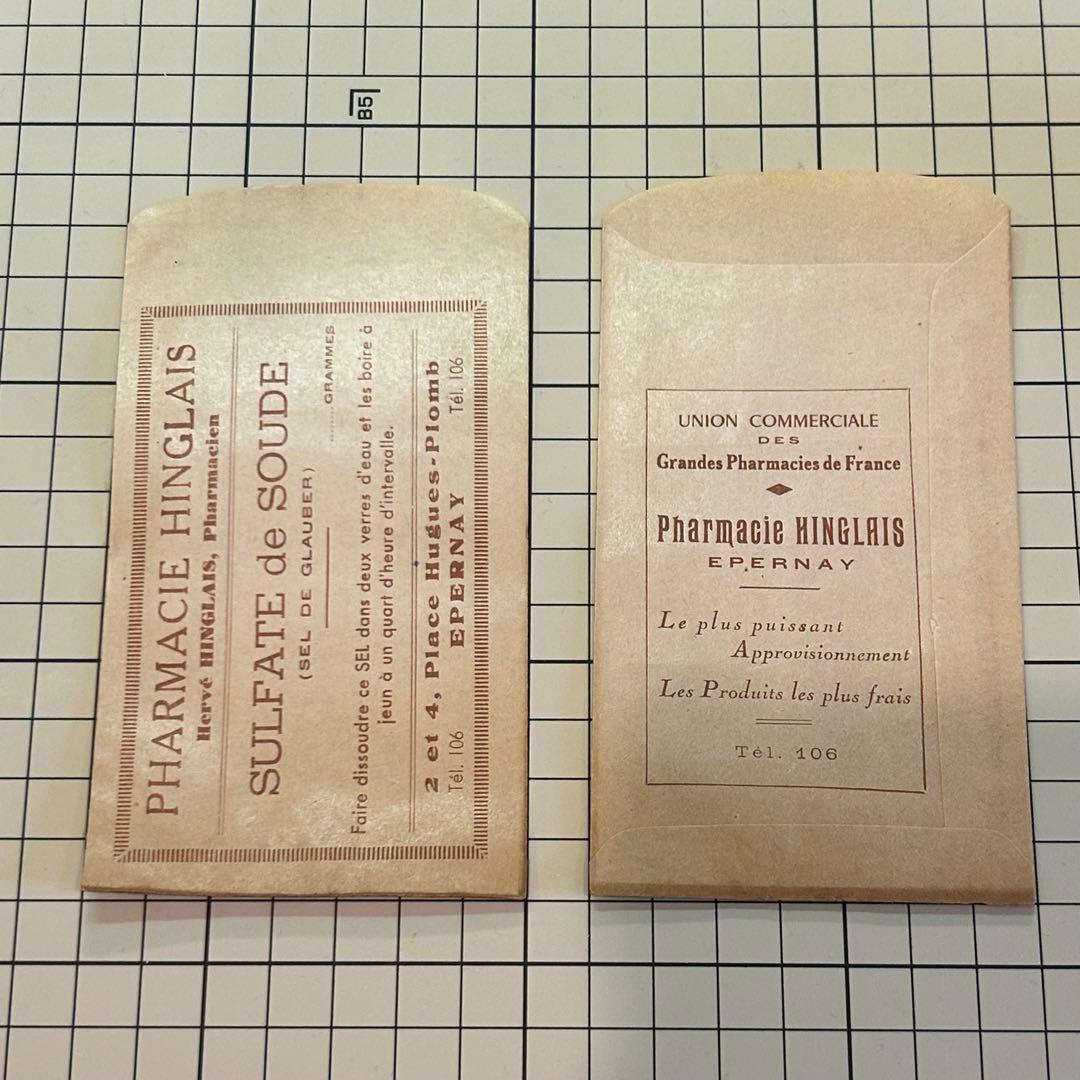 B5
PHARMACIE HINGLAIS
Hervé HINGLAIS, Pharmacien
SULFATE de SOUDE
(SEL DE GLAUBER)
..........GRAMMES
Faire dissoudre ce SEL dans deux verres d'eau et les boire à
jeun à un quart d'heure d'intervalle.
2 et 4, Place Hugues-Plomb
Tél. 106 EPERNAY Tél. 106
UNION COMMERCIALE
DES
Grandes Pharmacies de France
Pharmacie HINGLAIS
EPERNAY
Le plus puissant
Approvisionnement
Les Produits les plus frais
Tél. 106